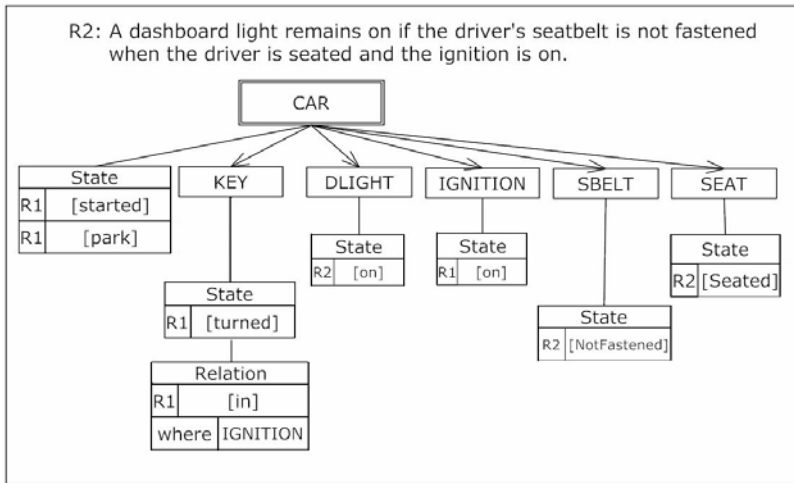 R2: A dashboard light remains on if the driver's seatbelt is not fastened
when the driver is seated and the ignition is on.
CAR
State
R1 [started]
R1 [park]
KEY
DLIGHT
IGNITION
SBELT
SEAT
State
R2 [on]
State
R1 [on]
State
R2 [Seated]
State
R1 [turned]
State
R2 [NotFastened]
Relation
R1 [in]
where IGNITION